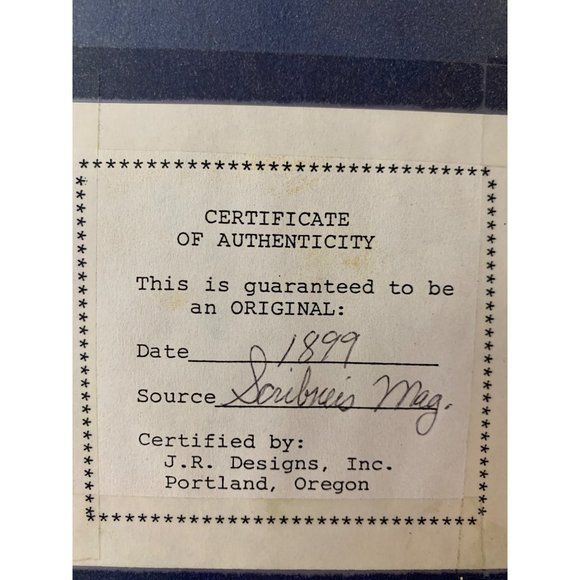 CERTIFICATE
OF AUTHENTICITY
This is guaranteed to be
an ORIGINAL:
Date 1899
Source Scribneis Mag.
Certified by:
J.R. Designs, Inc.
Portland, Oregon